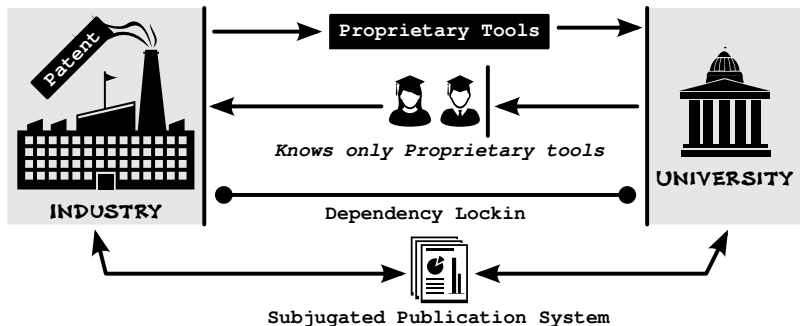 Patent
Proprietary Tools
Knows only Proprietary tools
INDUSTRY
UNIVERSITY
Dependency Lockin
Subjugated Publication System